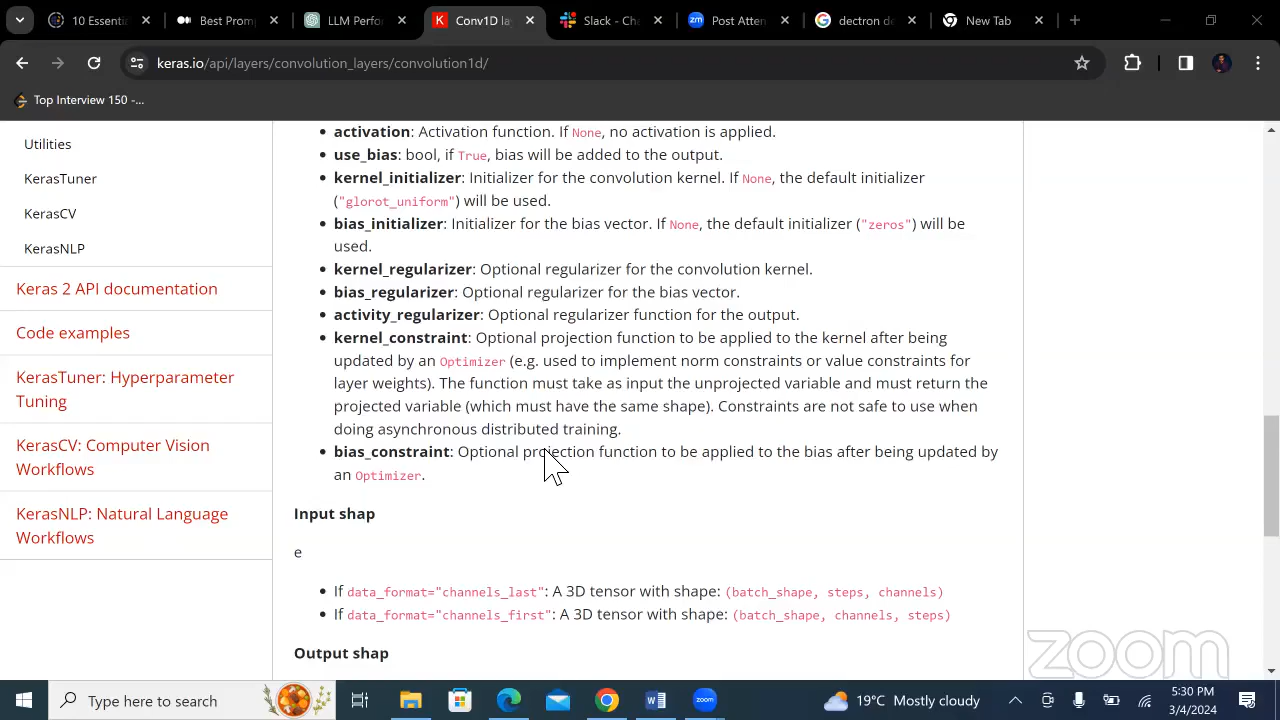 10 Essenti
Best Promp
LLM Perfo
Conv1D la
Slack - Che
Post Atten
dectron de
New Tab
keras.io/api/layers/convolution_layers/convolution1d/
Top Interview 150 -...
Utilities
KerasTuner
KerasCV
KerasNLP
Keras 2 API documentation
Code examples
KerasTuner: Hyperparameter
Tuning
KerasCV: Computer Vision
Workflows
KerasNLP: Natural Language
Workflows
activation: Activation function. If None, no activation is applied.
use_bias: bool, if True, bias will be added to the output.
kernel_initializer: Initializer for the convolution kernel. If None, the default initializer
("glorot_uniform") will be used.
bias_initializer: Initializer for the bias vector. If None, the default initializer ("zeros") will be
used.
kernel_regularizer: Optional regularizer for the convolution kernel.
bias_regularizer: Optional regularizer for the bias vector.
activity_regularizer: Optional regularizer function for the output.
kernel_constraint: Optional projection function to be applied to the kernel after being
updated by an Optimizer (e.g. used to implement norm constraints or value constraints for
layer weights). The function must take as input the unprojected variable and must return the
projected variable (which must have the same shape). Constraints are not safe to use when
doing asynchronous distributed training.
bias_constraint: Optional projection function to be applied to the bias after being updated by
an Optimizer.
Input shap
e
If data_format="channels_last": A 3D tensor with shape: (batch_shape, steps, channels)
If data_format="channels_first": A 3D tensor with shape: (batch_shape, channels, steps)
Output shap
zoom
Type here to search
zoom
19°C Mostly cloudy
5:30 PM
3/4/2024